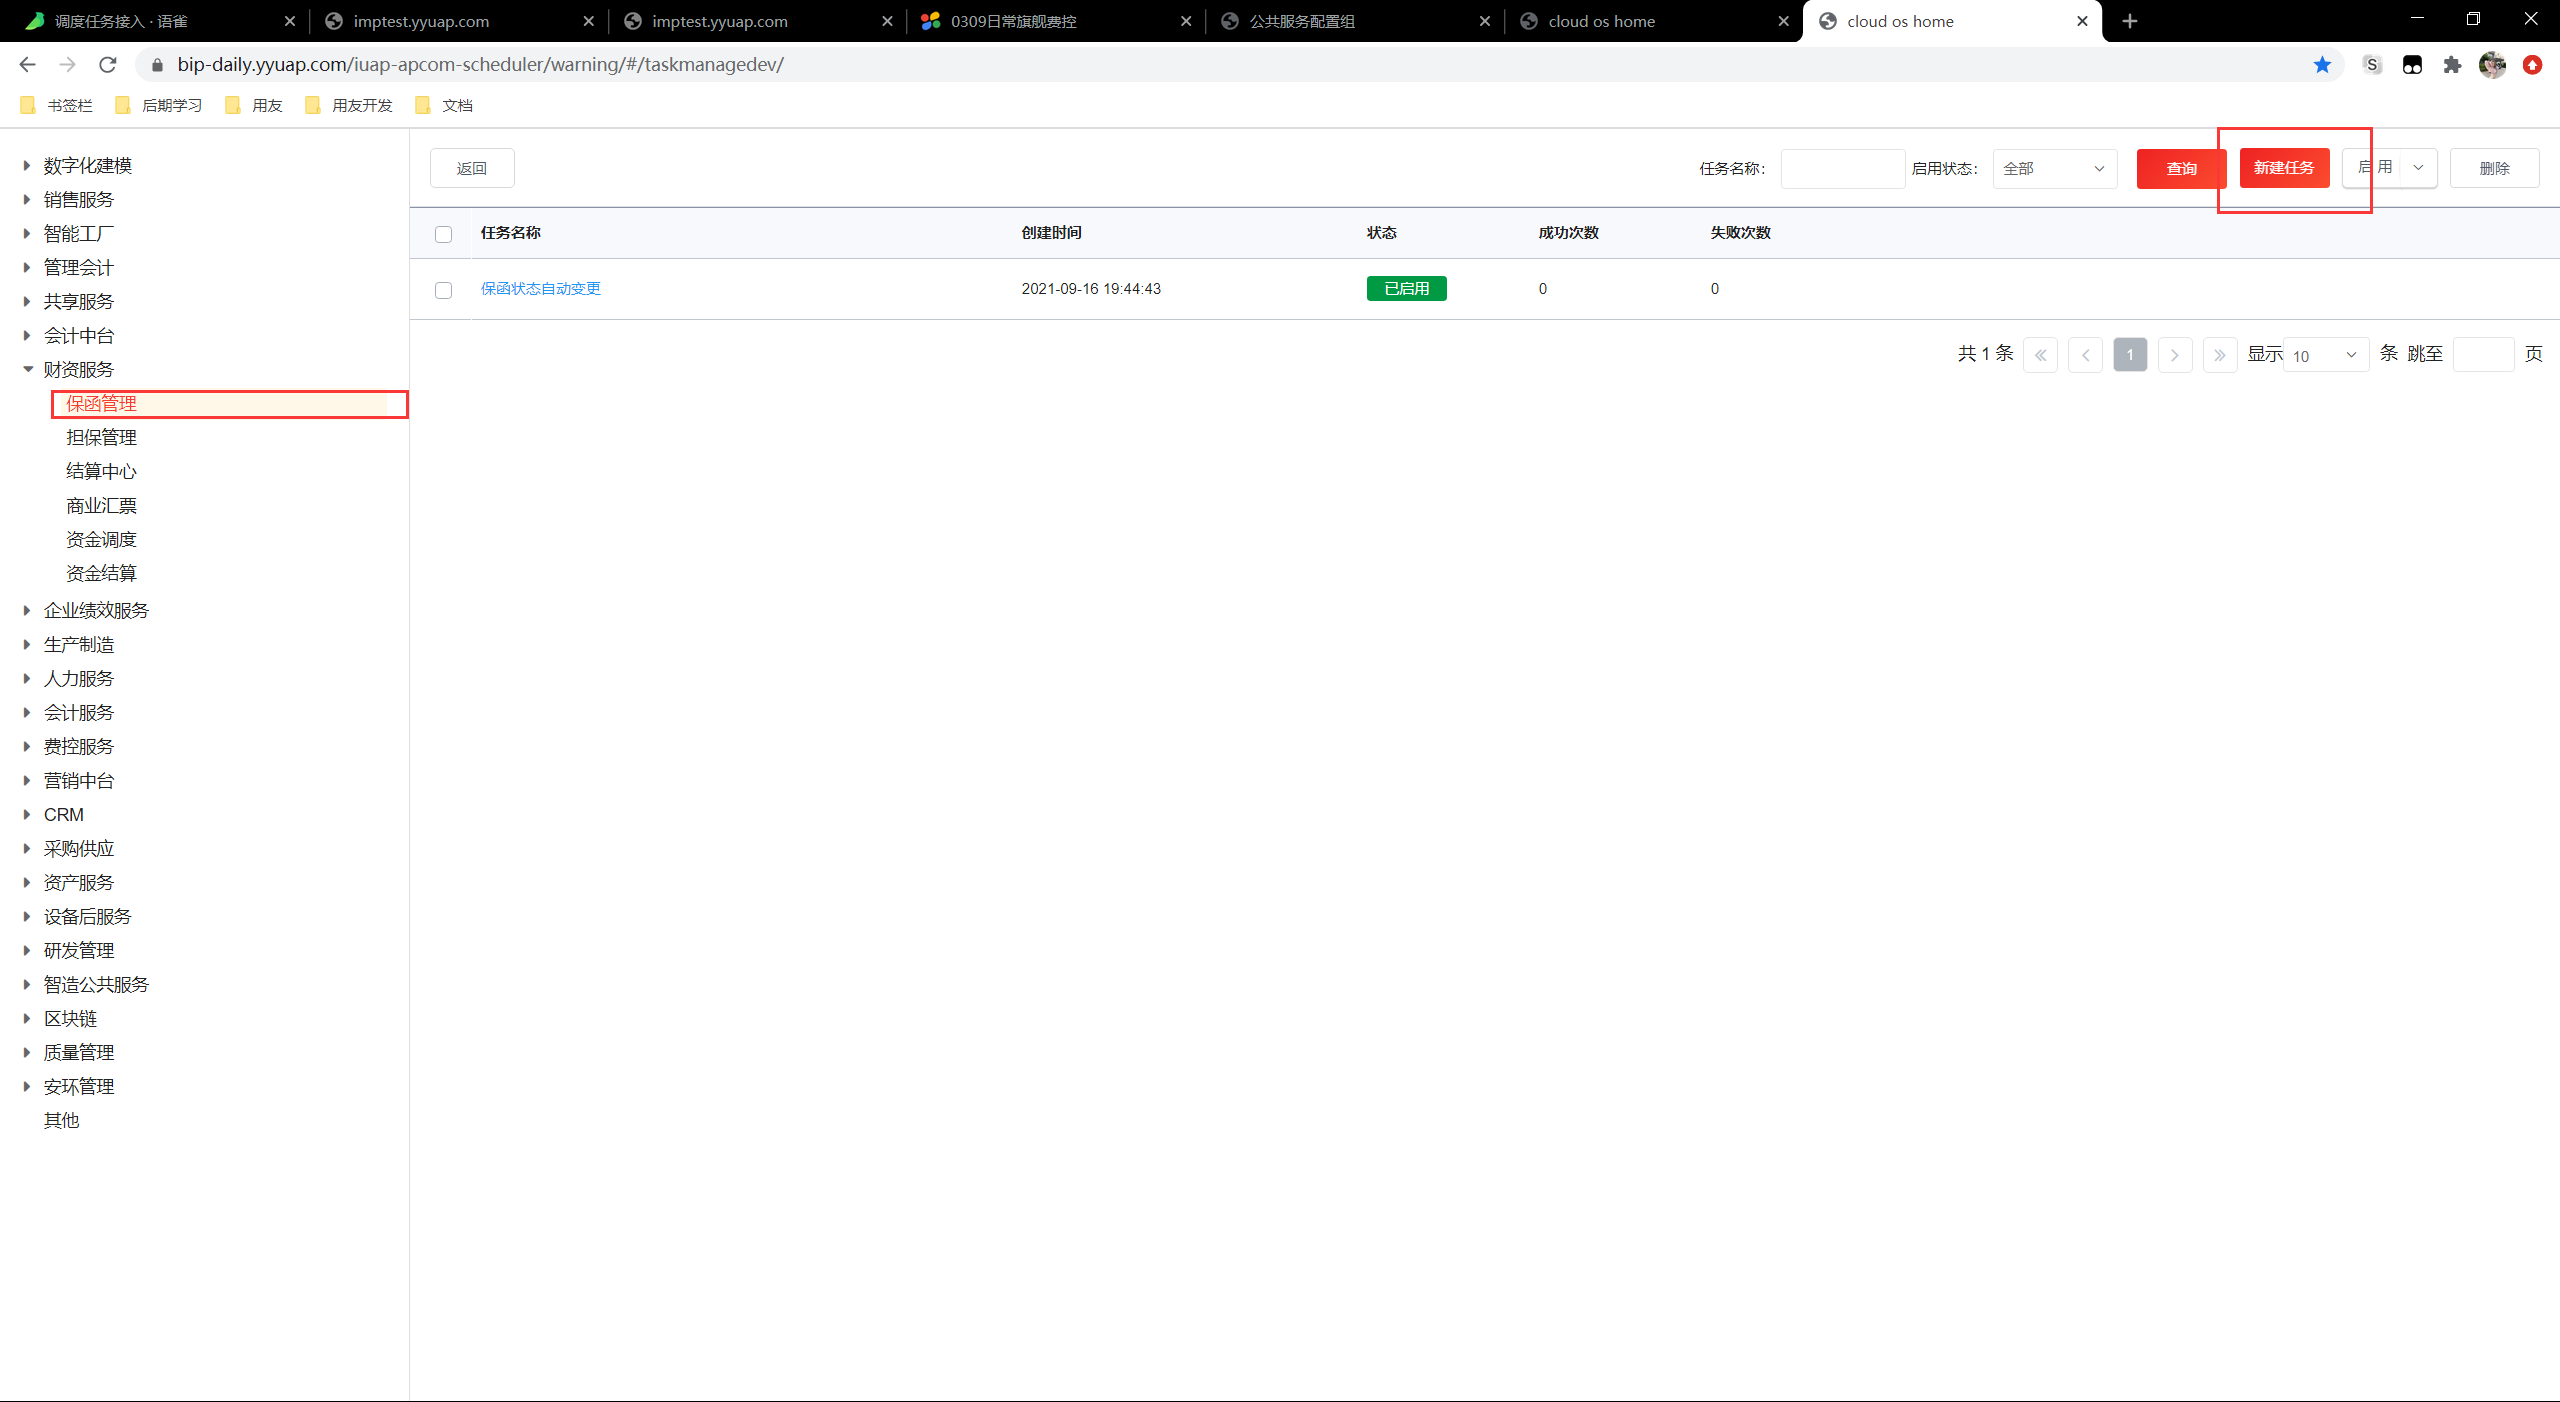 调度任务接入 · 语雀 imptest.yyuap.com imptest.yyuap.com 0309日常旗舰费控 公共服务配置组 cloud os home cloud os home
bip-daily.yyuap.com/iuap-apcom-scheduler/warning/#/taskmanagedev/
书签栏 后期学习 用友 用友开发 文档
返回 任务名称: 启用状态: 全部 查询 新建任务 启 用 删除
任务名称 创建时间 状态 成功次数 失败次数
保函状态自动变更 2021-09-16 19:44:43 已启用 0 0
共 1 条 1 显示 10 条 跳至 页
数字化建模
销售服务
智能工厂
管理会计
共享服务
会计中台
财资服务
保函管理
担保管理
结算中心
商业汇票
资金调度
资金结算
企业绩效服务
生产制造
人力服务
会计服务
费控服务
营销中台
CRM
采购供应
资产服务
设备后服务
研发管理
智造公共服务
区块链
质量管理
安环管理
其他